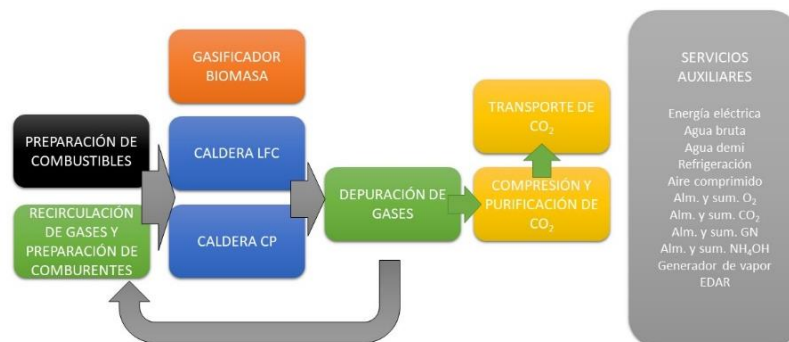 GASIFICADOR
BIOMASA
PREPARACIÓN DE
COMBUSTIBLES
CALDERA LFC
RECIRCULACIÓN
DE GASES Y
PREPARACIÓN DE
COMBURENTES
CALDERA CP
DEPURACIÓN DE
GASES
TRANSPORTE DE
CO₂
COMPRESIÓN Y
PURIFICACIÓN DE
CO₂
SERVICIOS
AUXILIARES
Energía eléctrica
Agua bruta
Agua demi
Refrigeración
Aire comprimido
Alm. y sum. O₂
Alm. y sum. CO₂
Alm. y sum. GN
Alm. y sum. NH₄OH
Generador de vapor
EDAR